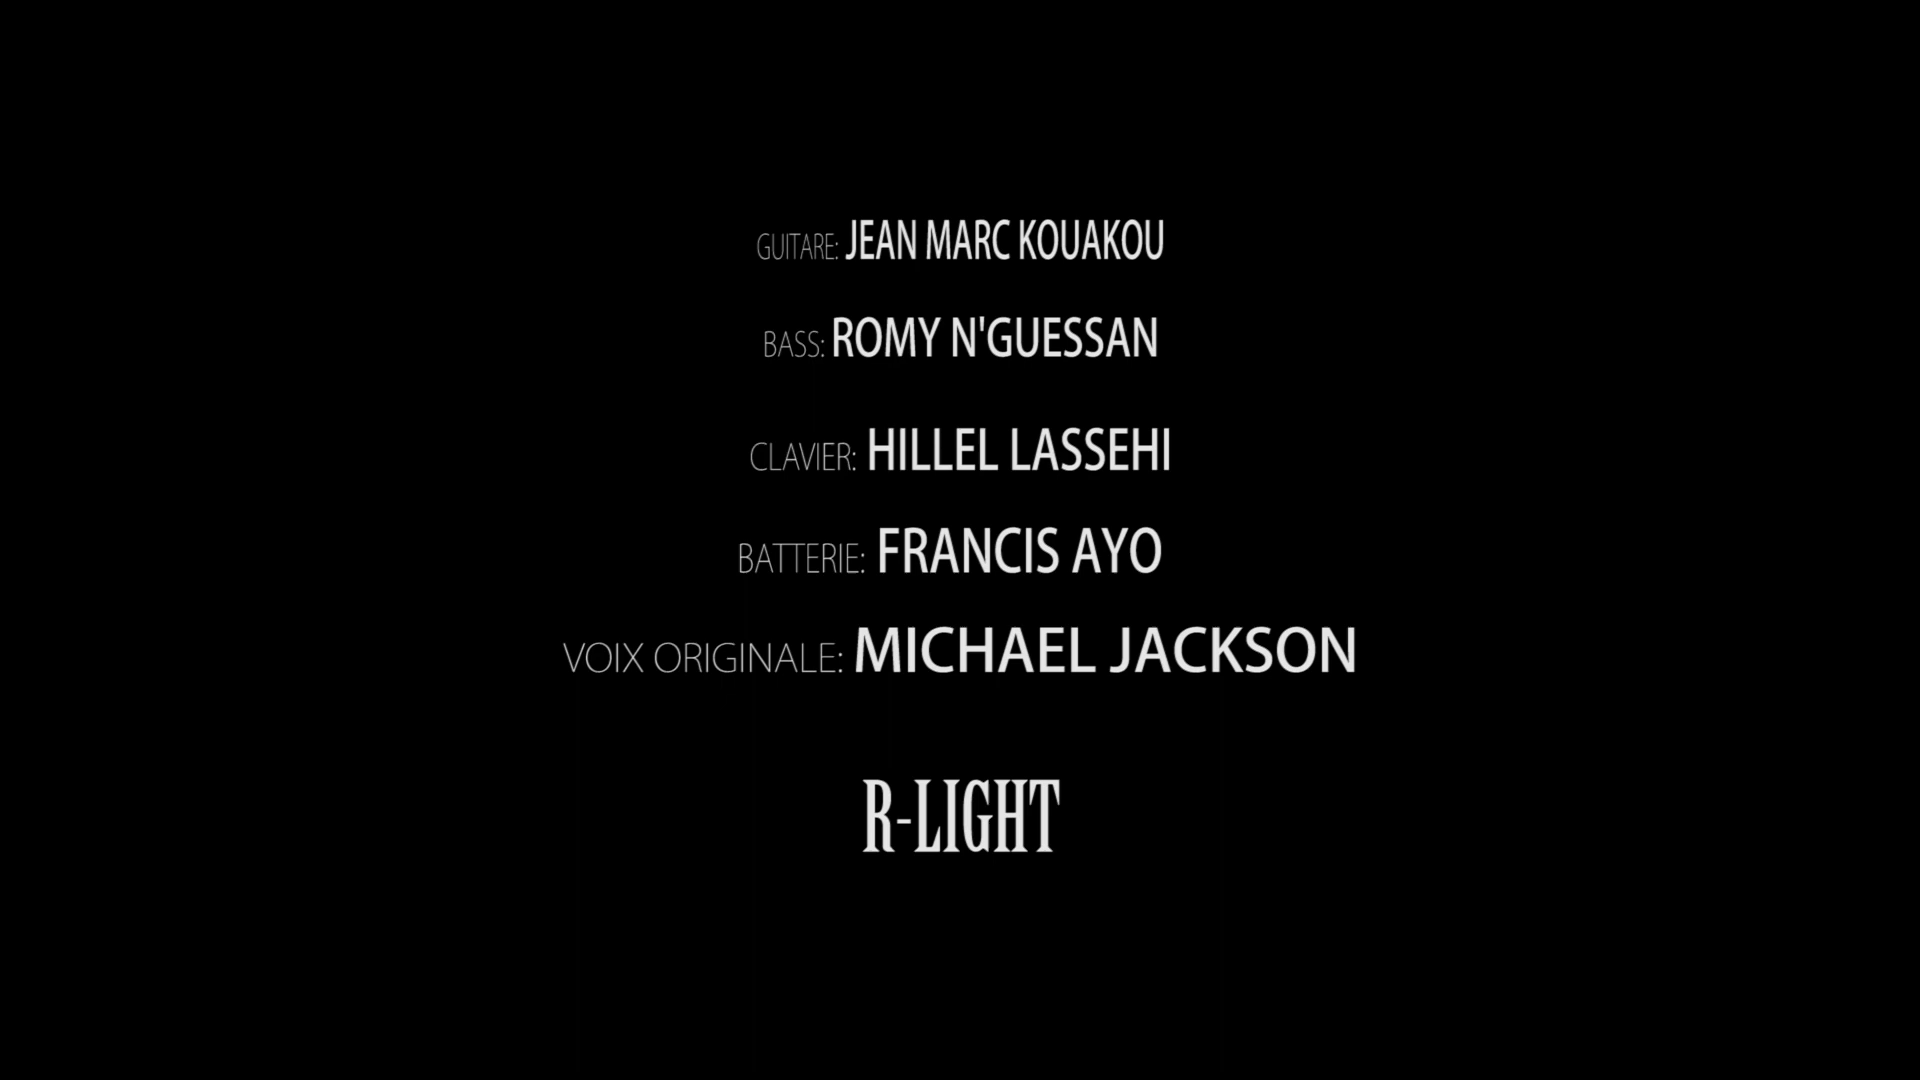 GUITARE: JEAN MARC KOUAKOU
BASS: ROMY N'GUESSAN
CLAVIER: HILLEL LASSEHI
BATTERIE: FRANCIS AYO
VOIX ORIGINALE: MICHAEL JACKSON
R-LIGHT